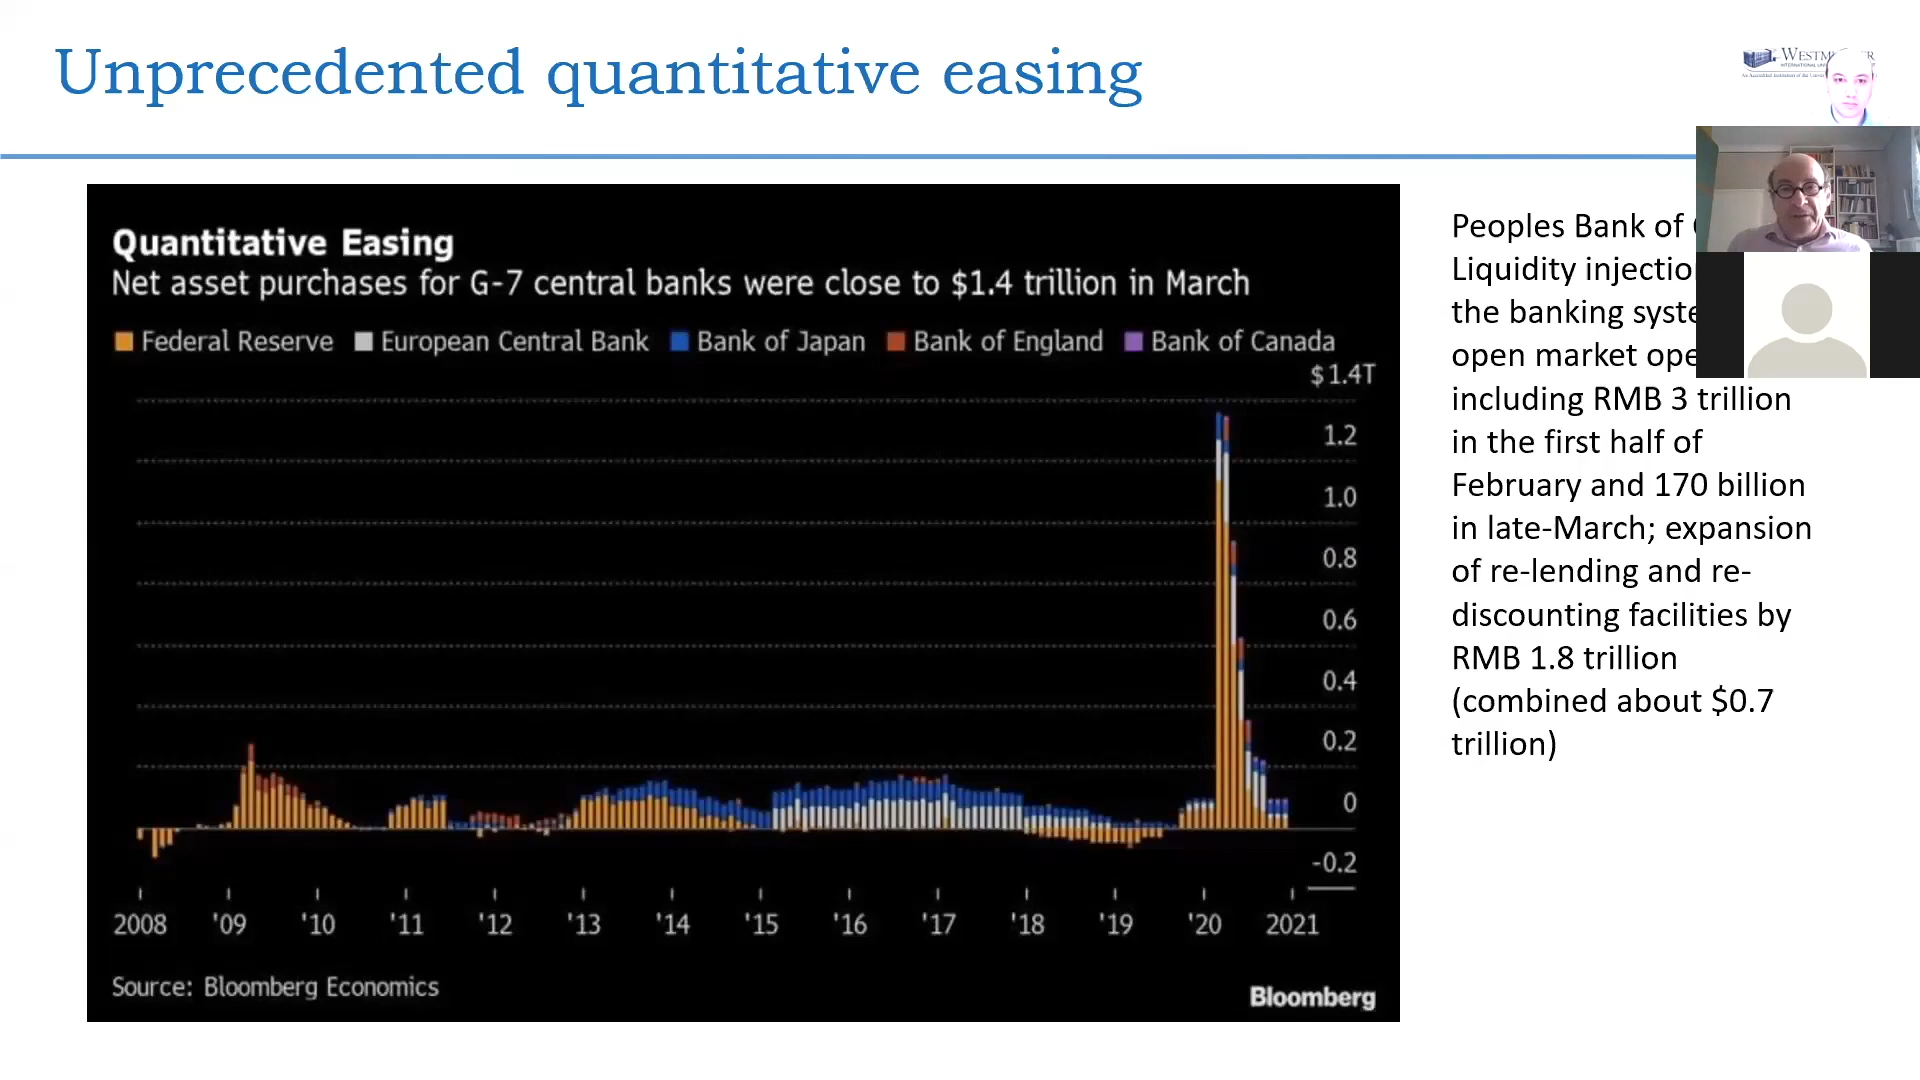 Unprecedented quantitative easing
Quantitative Easing
Net asset purchases for G-7 central banks were close to $1.4 trillion in March
Federal Reserve European Central Bank Bank of Japan Bank of England Bank of Canada
$1.4T
1.2
1.0
0.8
0.6
0.4
0.2
0
-0.2
2008 '09 '10 '11 '12 '13 '14 '15 '16 '17 '18 '19 '20 2021
Source: Bloomberg Economics
Bloomberg
Peoples Bank of
Liquidity
the banking
open market
including RMB 3 trillion
in the first half of
February and 170 billion
in late-March; expansion
of re-lending and re-
discounting facilities by
RMB 1.8 trillion
(combined about $0.7
trillion)